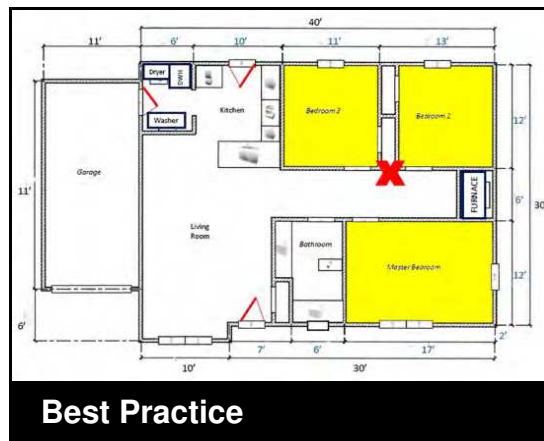 40'
11'
6'
10'
11'
13'
Dryer
DWH
Washer
Kitchen
Bedroom 3
Bedroom 2
12'
Garage
11'
6'
30'
FURNACE
Living
Room
Bathroom
Master Bedroom
12'
6'
7'
6'
17'
2'
10'
30'
Best Practice